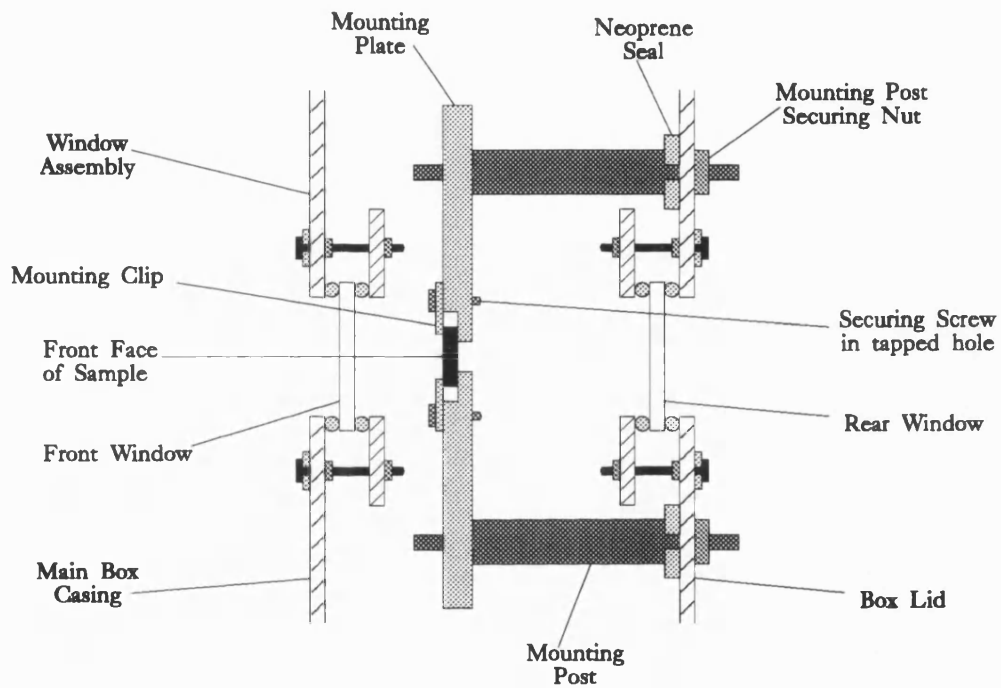 Mounting
Plate
Neoprene
Seal
Mounting Post
Securing Nut
Window
Assembly
Mounting Clip
Securing Screw
in tapped hole
Front Face
of Sample
Front Window
Rear Window
Main Box
Casing
Box Lid
Mounting
Post